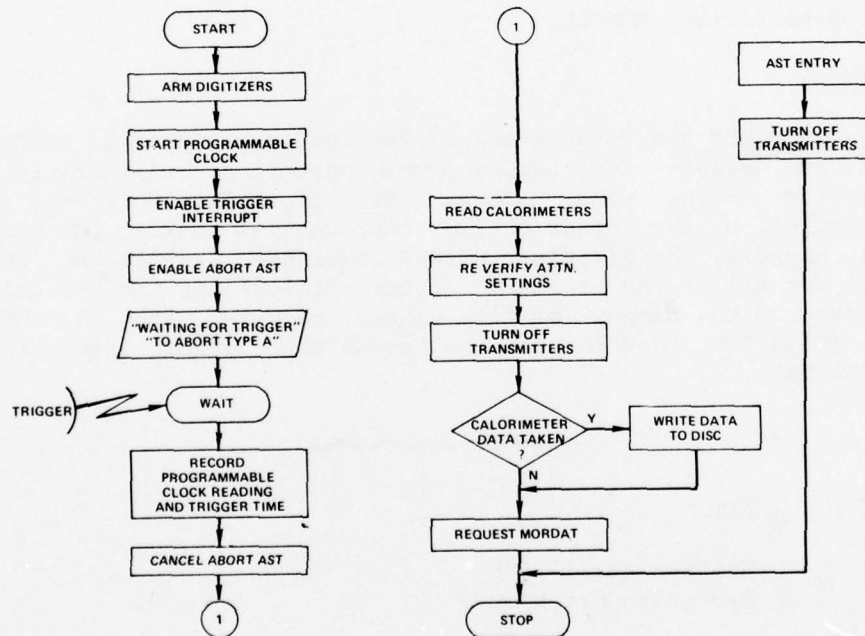 START
ARM DIGITIZERS
START PROGRAMMABLE
CLOCK
ENABLE TRIGGER
INTERRUPT
ENABLE ABORT AST
"WAITING FOR TRIGGER"
"TO ABORT TYPE A"
TRIGGER
WAIT
RECORD
PROGRAMMABLE
CLOCK READING
AND TRIGGER TIME
CANCEL ABORT AST
1
1
READ CALORIMETERS
RE VERIFY ATTN.
SETTINGS
TURN OFF
TRANSMITTERS
CALORIMETER
DATA TAKEN
?
Y
WRITE DATA
TO DISC
N
REQUEST MORDAT
STOP
AST ENTRY
TURN OFF
TRANSMITTERS